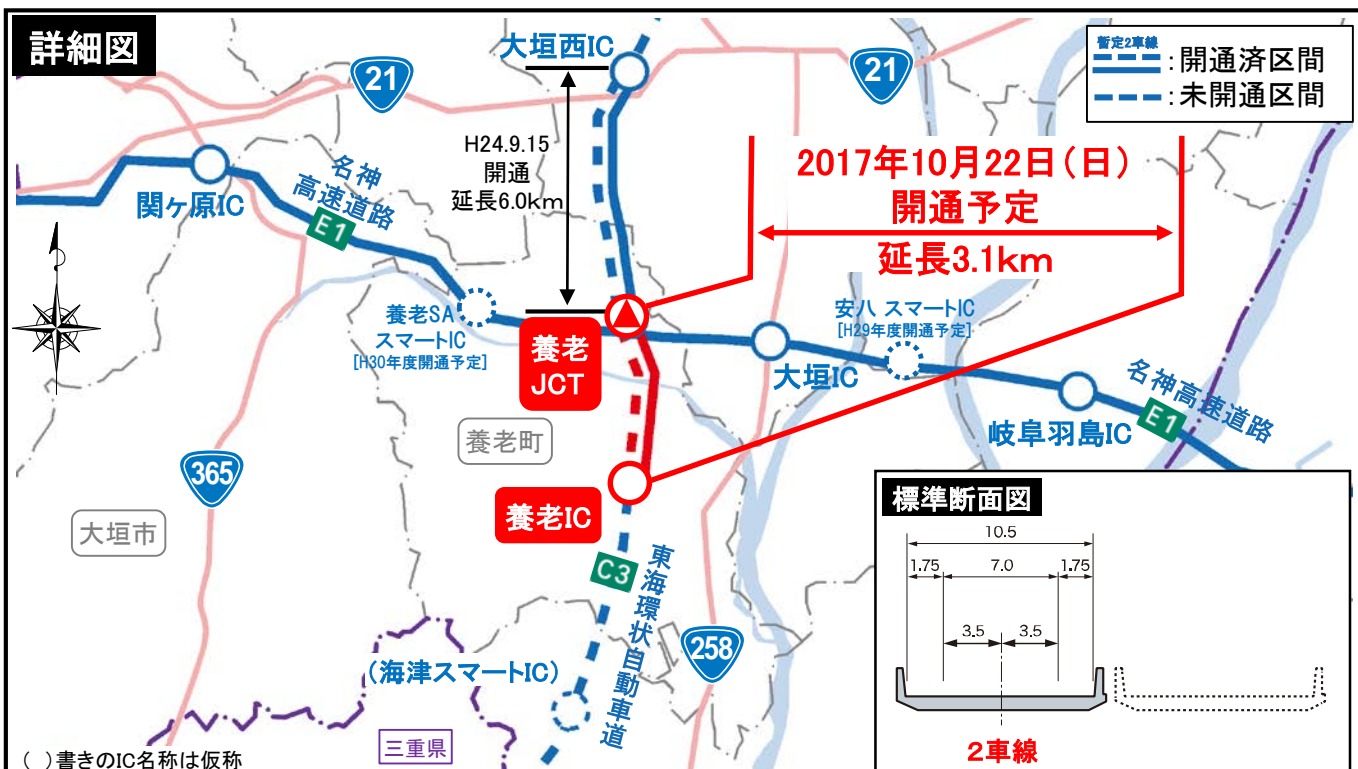 詳細図
大垣西IC
21
21
暫定2車線
:開通済区間
:未開通区間
H24.9.15
開通
延長6.0km
2017年10月22日(日)
開通予定
延長3.1km
関ヶ原IC
名神
高速道路
E1
養老SA
スマートIC
[H30年度開通予定]
養老
JCT
安八 スマートIC
[H29年度開通予定]
大垣IC
岐阜羽島IC
名神高速道路
E1
養老町
365
大垣市
養老IC
C3
東海環状自動車道
258
(海津スマートIC)
三重県
( )書きのIC名称は仮称
標準断面図
10.5
1.75
7.0
1.75
3.5
3.5
2車線